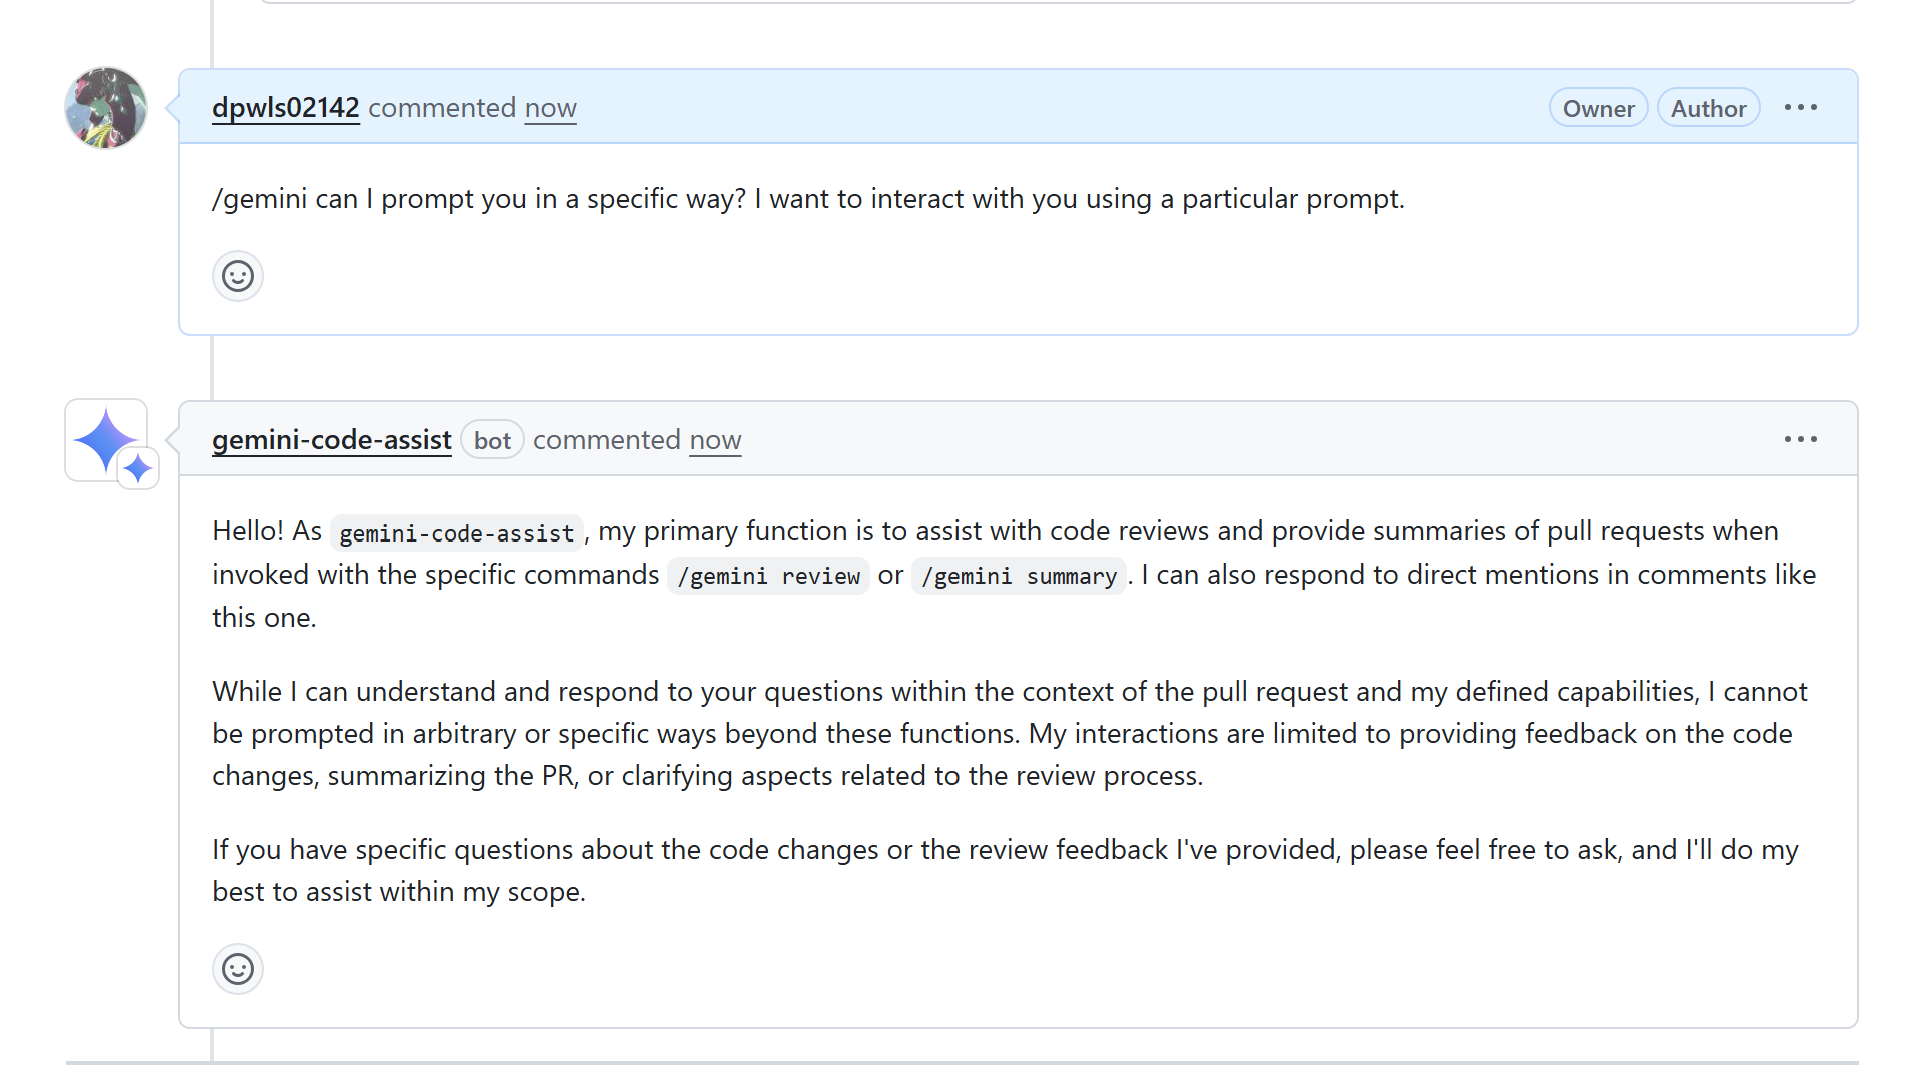 dpwls02142 commented now
Owner Author
/gemini can I prompt you in a specific way? I want to interact with you using a particular prompt.
gemini-code-assist bot commented now
Hello! As gemini-code-assist, my primary function is to assist with code reviews and provide summaries of pull requests when
invoked with the specific commands /gemini review or /gemini summary. I can also respond to direct mentions in comments like
this one.
While I can understand and respond to your questions within the context of the pull request and my defined capabilities, I cannot
be prompted in arbitrary or specific ways beyond these functions. My interactions are limited to providing feedback on the code
changes, summarizing the PR, or clarifying aspects related to the review process.
If you have specific questions about the code changes or the review feedback I've provided, please feel free to ask, and I'll do my
best to assist within my scope.